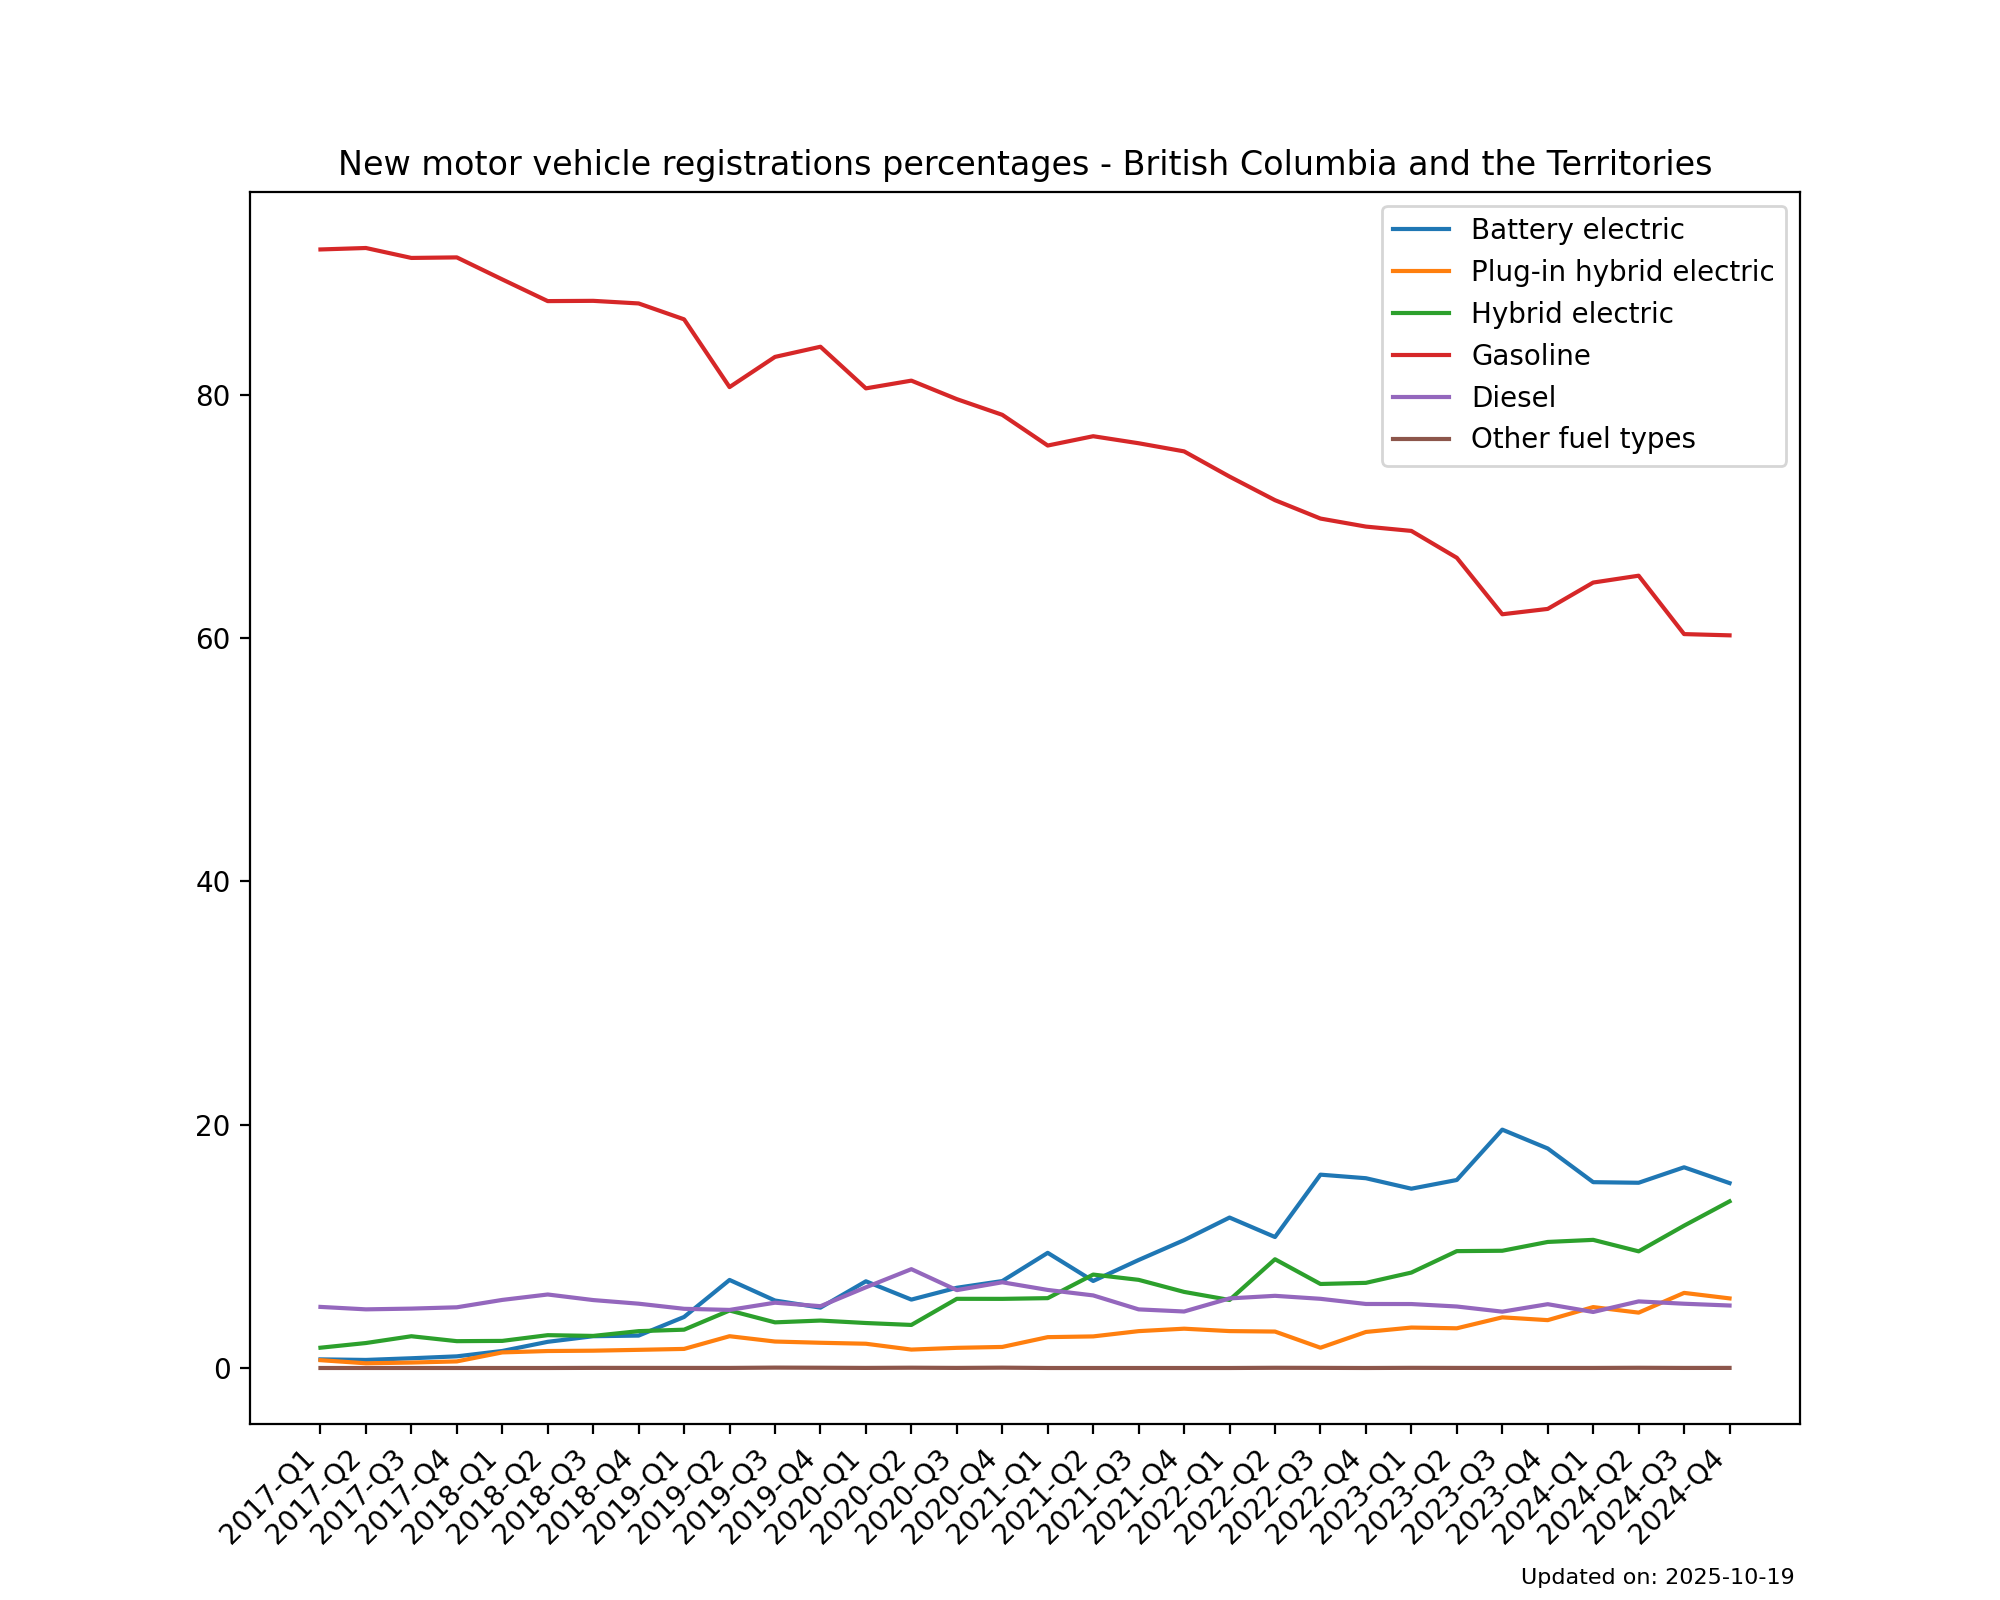 New motor vehicle registrations percentages - British Columbia and the Territories
Battery electric
Plug-in hybrid electric
Hybrid electric
Gasoline
Diesel
Other fuel types
80
60
40
20
0
2017-Q1
2017-Q2
2017-Q3
2017-Q4
2018-Q1
2018-Q2
2018-Q3
2018-Q4
2019-Q1
2019-Q2
2019-Q3
2019-Q4
2020-Q1
2020-Q2
2020-Q3
2020-Q4
2021-Q1
2021-Q2
2021-Q3
2021-Q4
2022-Q1
2022-Q2
2022-Q3
2022-Q4
2023-Q1
2023-Q2
2023-Q3
2023-Q4
2024-Q1
2024-Q2
2024-Q3
2024-Q4
Updated on: 2025-10-19